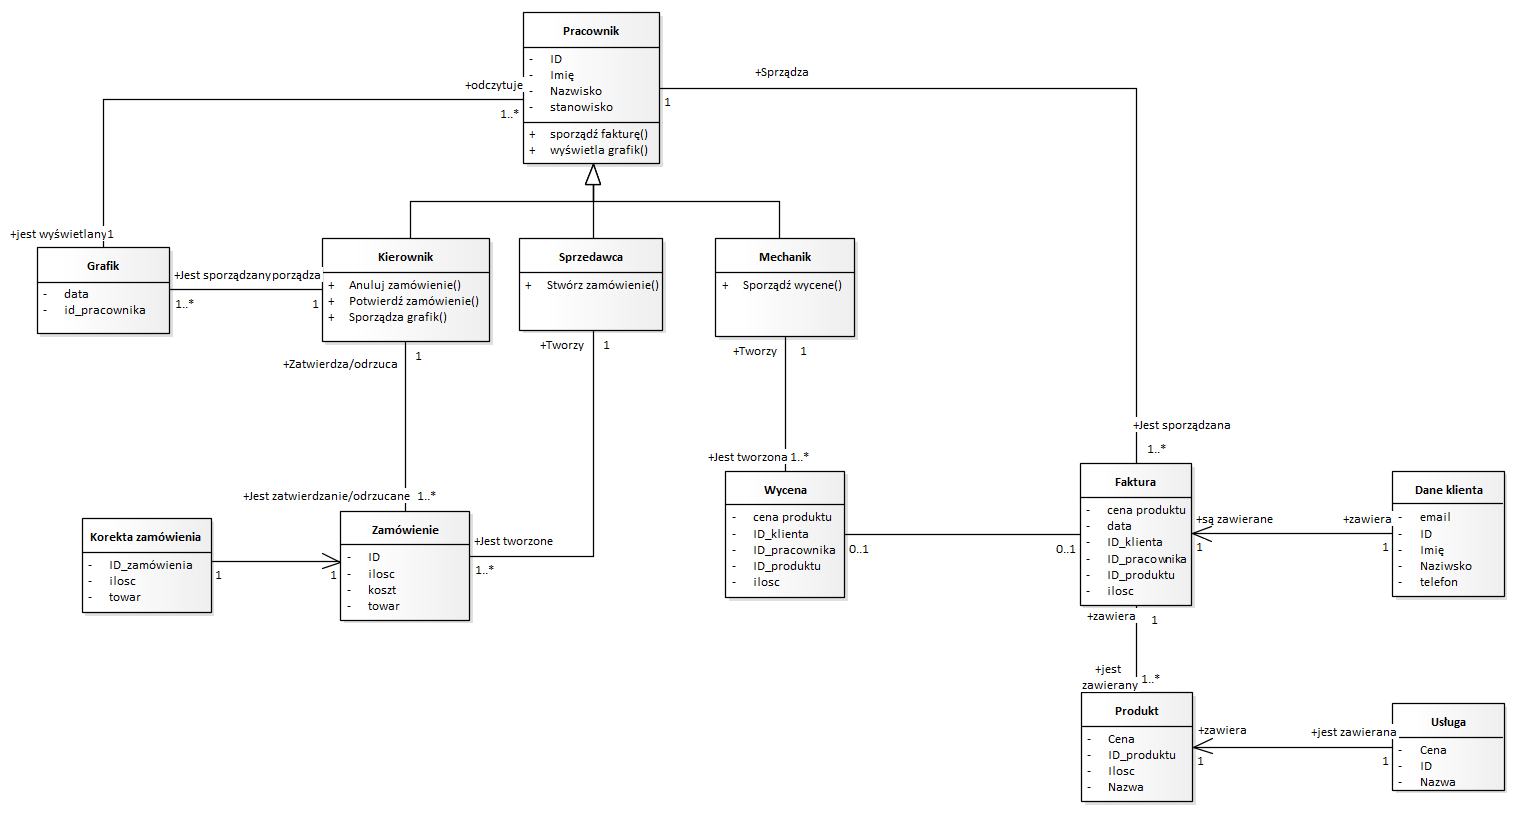 Pracownik
- ID
- Imię
- Nazwisko
- stanowisko
+ sporządź fakturę()
+ wyświetla grafik()
+odczytuje
1..*
+Sprządza
1
+jest wyświetlany 1
Grafik
- data
- id_pracownika
+Jest sporządzany porządza
1..*
1
Kierownik
+ Anuluj zamówienie()
+ Potwierdź zamówienie()
+ Sporządza grafik()
Sprzedawca
+ Stwórz zamówienie()
Mechanik
+ Sporządź wycene()
+Zatwierdza/odrzuca
1
+Tworzy
1
+Tworzy
1
+Jest sporządzana
1..*
+Jest tworzona 1..*
+Jest zatwierdzanie/odrzucane 1..*
Korekta zamówienia
- ID_zamówienia
- ilosc
- towar
1
1
Zamówienie
- ID
- ilosc
- koszt
- towar
+Jest tworzone
1..*
Wycena
- cena produktu
- ID_klienta
- ID_pracownika
- ID_produktu
- ilosc
0..1
0..1
Faktura
- cena produktu
- data
- ID_klienta
- ID_pracownika
- ID_produktu
- ilosc
+są zawierane
1
+zawiera
1
Dane klienta
- email
- ID
- Imię
- Naziwsko
- telefon
+zawiera
1
+jest
zawierany
1..*
Produkt
- Cena
- ID_produktu
- Ilosc
- Nazwa
+zawiera
1
+jest zawierana
1
Usługa
- Cena
- ID
- Nazwa